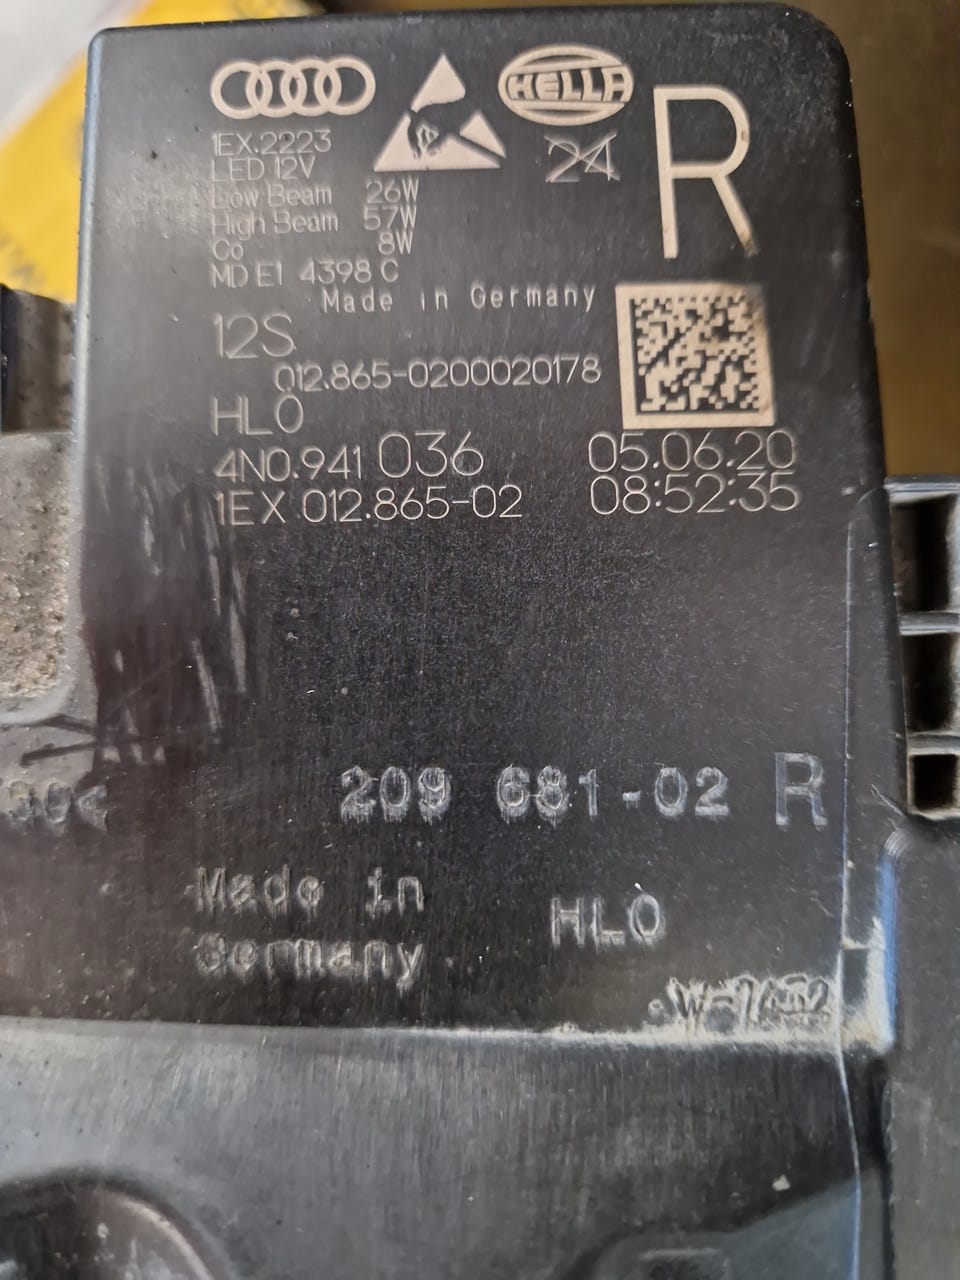 HELLA
24
R
1EX.2223
LED 12V
Low Beam 26W
High Beam 57W
Co 8W
MD E1 4398 C
Made in Germany
12S
012.865-0200020178
HLO
4N0.941 036 05.06.20
1EX 012.865-02 08:52:35
209 681-02 R
Made in
Germany
HLO